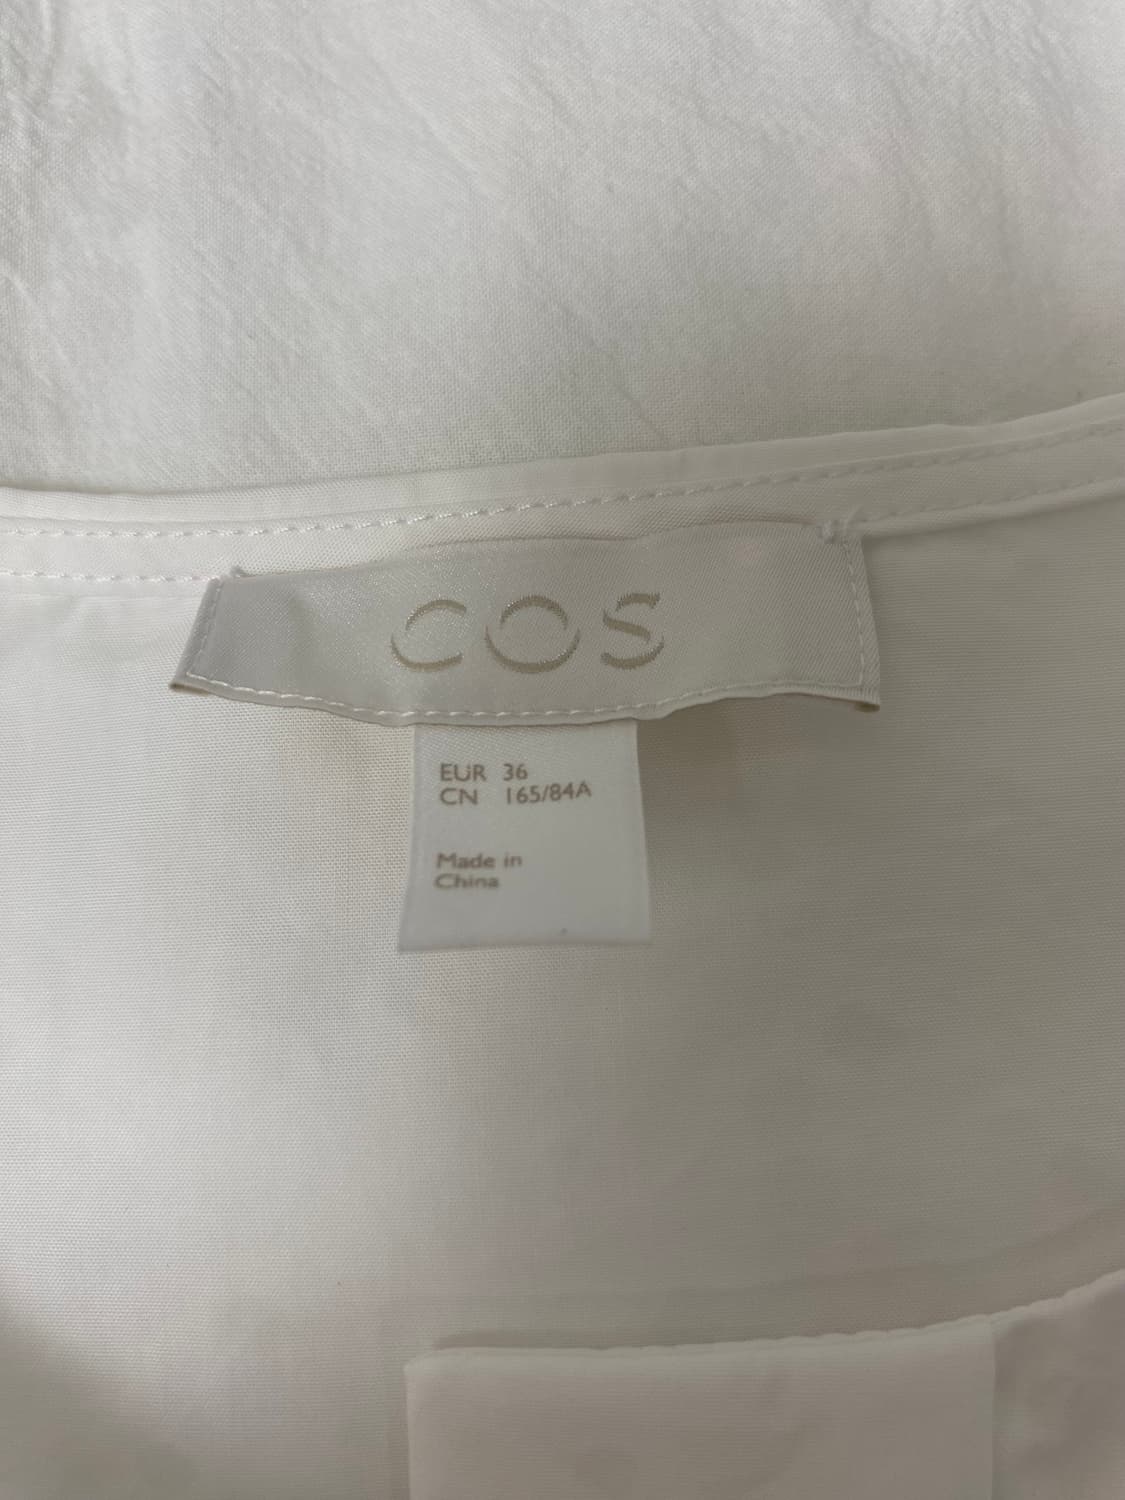 COS
EUR 36
CN 165/84A
Made in
China